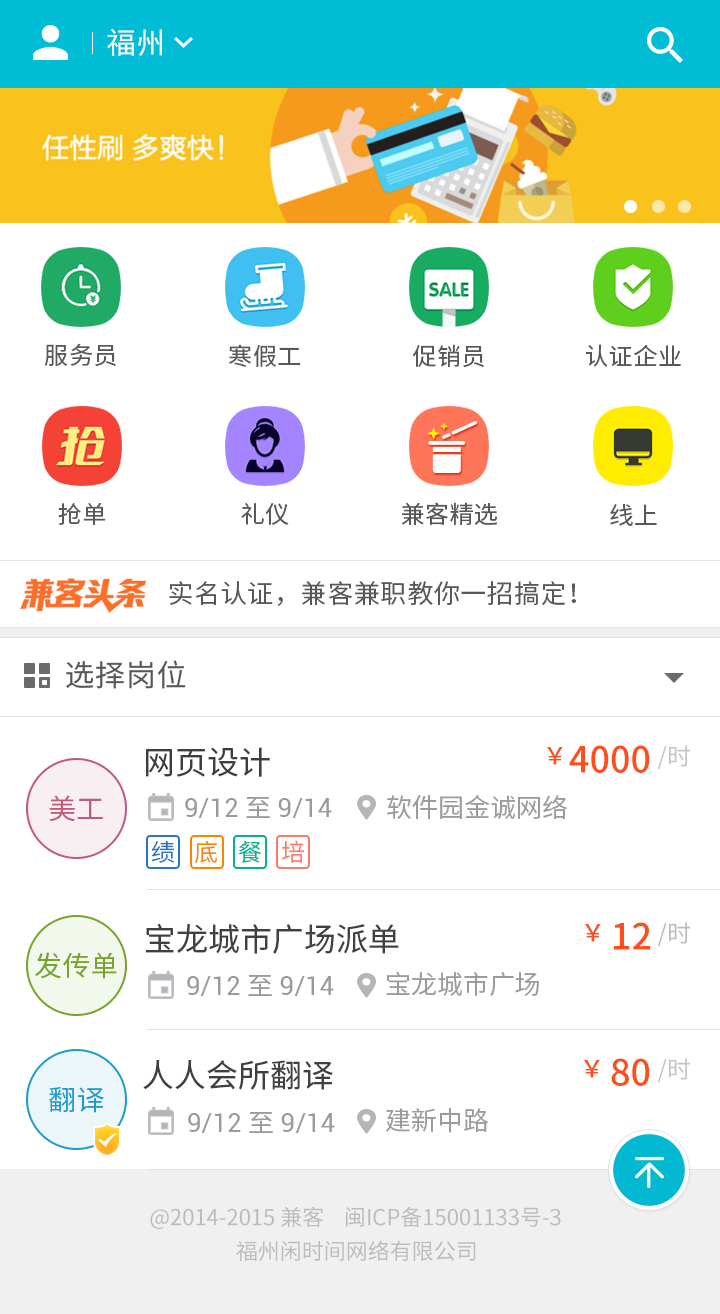 福州
任性刷 多爽快！
SALE
¥
服务员 寒假工 促销员 认证企业
抢
抢单 礼仪 兼客精选 线上
兼客头条 实名认证，兼客兼职教你一招搞定！
选择岗位
美工
网页设计 ¥4000 /时
9/12 至 9/14 软件园金诚网络
绩 底 餐 培
发传单
宝龙城市广场派单 ¥ 12 /时
9/12 至 9/14 宝龙城市广场
翻译
人人会所翻译 ¥ 80 /时
9/12 至 9/14 建新中路
@2014-2015 兼客 闽ICP备15001133号-3
福州闲时间网络有限公司